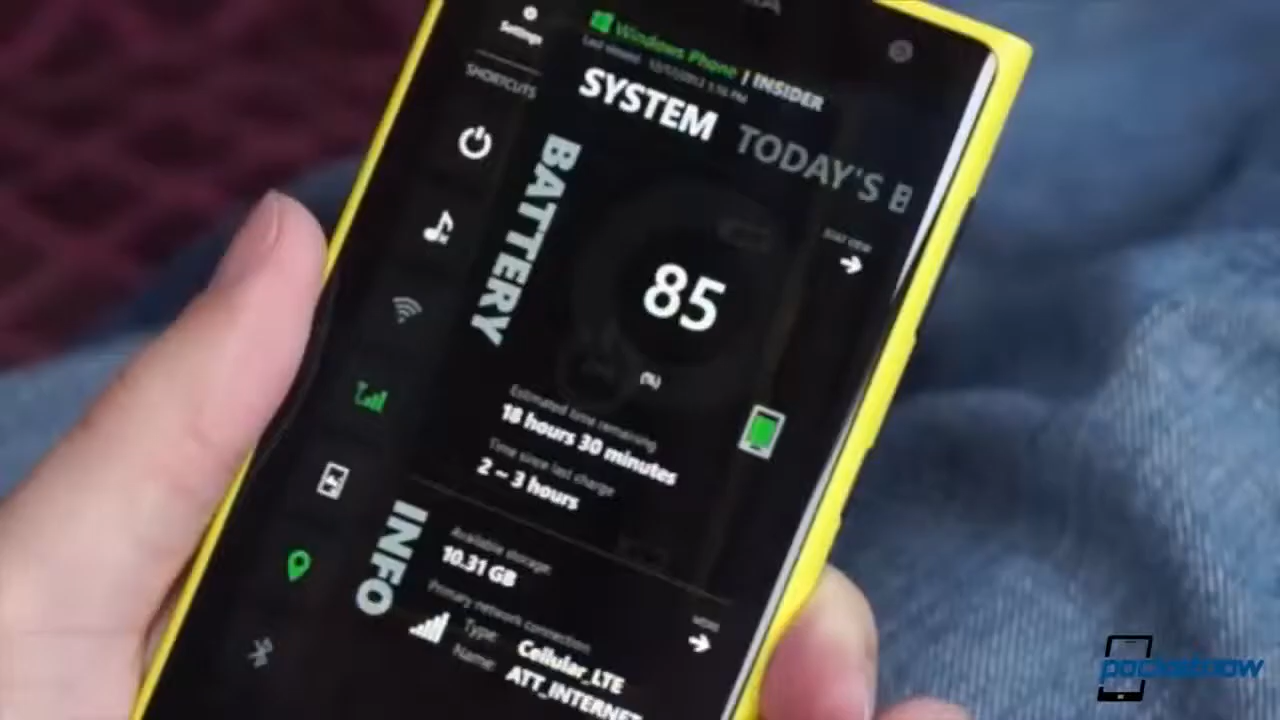 Settings
Windows Phone | INSIDER
SHORTCUTS
SYSTEM TODAY'S B
BATTERY
85
(%)
Estimated time remaining
18 hours 30 minutes
Time since last charge
2 ~ 3 hours
INFO
Available storage:
10.31 GB
Primary network connection
Type: Cellular_LTE
Name: ATT_INTERNET
pocketnow